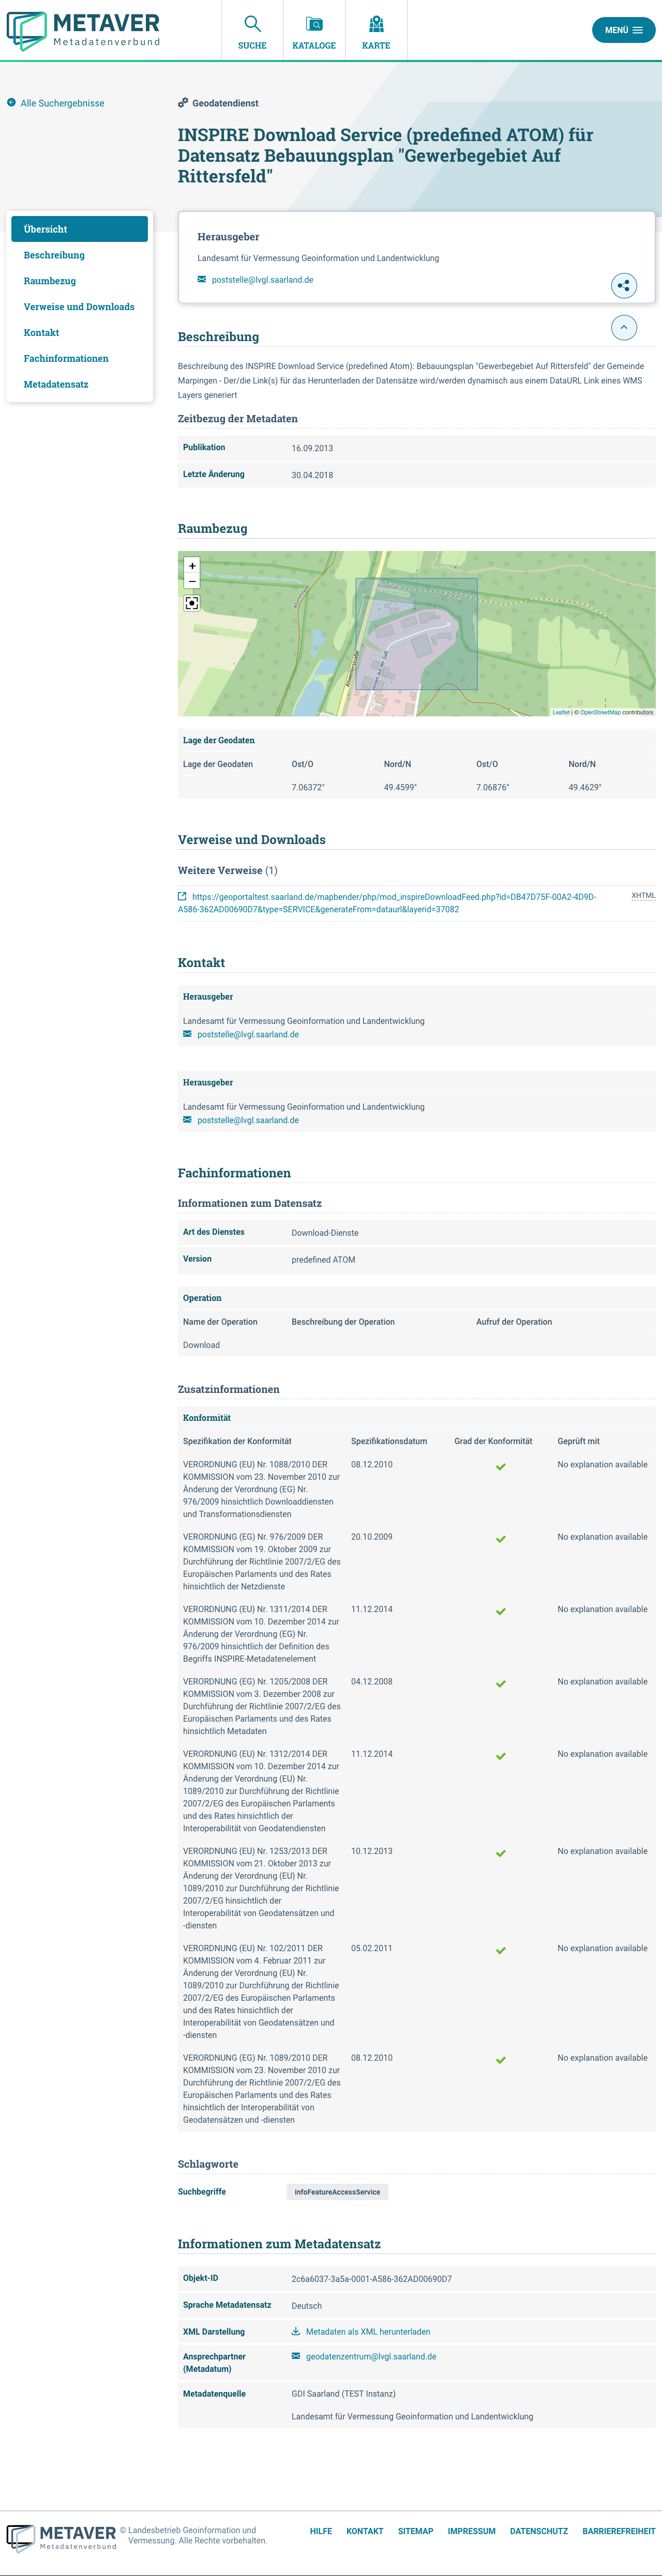 METAVER
Metadatenverbund
SUCHE
KATALOGE
KARTE
MENÜ
Alle Suchergebnisse
Geodatendienst
INSPIRE Download Service (predefined ATOM) für
Datensatz Bebauungsplan "Gewerbegebiet Auf
Rittersfeld"
Übersicht
Beschreibung
Raumbezug
Verweise und Downloads
Kontakt
Fachinformationen
Metadatensatz
Herausgeber
Landesamt für Vermessung Geoinformation und Landentwicklung
poststelle@lvgl.saarland.de
Beschreibung
Beschreibung des INSPIRE Download Service (predefined Atom): Bebauungsplan "Gewerbegebiet Auf Rittersfeld" der Gemeinde
Marpingen - Der/die Link(s) für das Herunterladen der Datensätze wird/werden dynamisch aus einem DataURL Link eines WMS
Layers generiert
Zeitbezug der Metadaten
Publikation 16.09.2013
Letzte Änderung 30.04.2018
Raumbezug
+
−
Leaflet | © OpenStreetMap contributors
Lage der Geodaten
Lage der Geodaten Ost/O Nord/N Ost/O Nord/N
7.06372° 49.4599° 7.06876° 49.4629°
Verweise und Downloads
Weitere Verweise (1)
https://geoportaltest.saarland.de/mapbender/php/mod_inspireDownloadFeed.php?id=DB47D75F-00A2-4D9D- XHTML
A586-362AD00690D7&type=SERVICE&generateFrom=dataurl&layerid=37082
Kontakt
Herausgeber
Landesamt für Vermessung Geoinformation und Landentwicklung
poststelle@lvgl.saarland.de
Herausgeber
Landesamt für Vermessung Geoinformation und Landentwicklung
poststelle@lvgl.saarland.de
Fachinformationen
Informationen zum Datensatz
Art des Dienstes Download-Dienste
Version predefined ATOM
Operation
Name der Operation Beschreibung der Operation Aufruf der Operation
Download
Zusatzinformationen
Konformität
Spezifikation der Konformität Spezifikationsdatum Grad der Konformität Geprüft mit
VERORDNUNG (EU) Nr. 1088/2010 DER 08.12.2010 No explanation available
KOMMISSION vom 23. November 2010 zur
Änderung der Verordnung (EG) Nr.
976/2009 hinsichtlich Downloaddiensten
und Transformationsdiensten
VERORDNUNG (EG) Nr. 976/2009 DER 20.10.2009 No explanation available
KOMMISSION vom 19. Oktober 2009 zur
Durchführung der Richtlinie 2007/2/EG des
Europäischen Parlaments und des Rates
hinsichtlich der Netzdienste
VERORDNUNG (EU) Nr. 1311/2014 DER 11.12.2014 No explanation available
KOMMISSION vom 10. Dezember 2014 zur
Änderung der Verordnung (EG) Nr.
976/2009 hinsichtlich der Definition des
Begriffs INSPIRE-Metadatenelement
VERORDNUNG (EG) Nr. 1205/2008 DER 04.12.2008 No explanation available
KOMMISSION vom 3. Dezember 2008 zur
Durchführung der Richtlinie 2007/2/EG des
Europäischen Parlaments und des Rates
hinsichtlich Metadaten
VERORDNUNG (EU) Nr. 1312/2014 DER 11.12.2014 No explanation available
KOMMISSION vom 10. Dezember 2014 zur
Änderung der Verordnung (EU) Nr.
1089/2010 zur Durchführung der Richtlinie
2007/2/EG des Europäischen Parlaments
und des Rates hinsichtlich der
Interoperabilität von Geodatendiensten
VERORDNUNG (EU) Nr. 1253/2013 DER 10.12.2013 No explanation available
KOMMISSION vom 21. Oktober 2013 zur
Änderung der Verordnung (EU) Nr.
1089/2010 zur Durchführung der Richtlinie
2007/2/EG hinsichtlich der
Interoperabilität von Geodatensätzen und
-diensten
VERORDNUNG (EU) Nr. 102/2011 DER 05.02.2011 No explanation available
KOMMISSION vom 4. Februar 2011 zur
Änderung der Verordnung (EU) Nr.
1089/2010 zur Durchführung der Richtlinie
2007/2/EG des Europäischen Parlaments
und des Rates hinsichtlich der
Interoperabilität von Geodatensätzen und
-diensten
VERORDNUNG (EG) Nr. 1089/2010 DER 08.12.2010 No explanation available
KOMMISSION vom 23. November 2010 zur
Durchführung der Richtlinie 2007/2/EG des
Europäischen Parlaments und des Rates
hinsichtlich der Interoperabilität von
Geodatensätzen und -diensten
Schlagworte
Suchbegriffe infoFeatureAccessService
Informationen zum Metadatensatz
Objekt-ID 2c6a6037-3a5a-0001-A586-362AD00690D7
Sprache Metadatensatz Deutsch
XML Darstellung Metadaten als XML herunterladen
Ansprechpartner geodatenzentrum@lvgl.saarland.de
(Metadatum)
Metadatenquelle GDI Saarland (TEST Instanz)
Landesamt für Vermessung Geoinformation und Landentwicklung
METAVER
Metadatenverbund
© Landesbetrieb Geoinformation und
Vermessung. Alle Rechte vorbehalten.
HILFE KONTAKT SITEMAP IMPRESSUM DATENSCHUTZ BARRIEREFREIHEIT